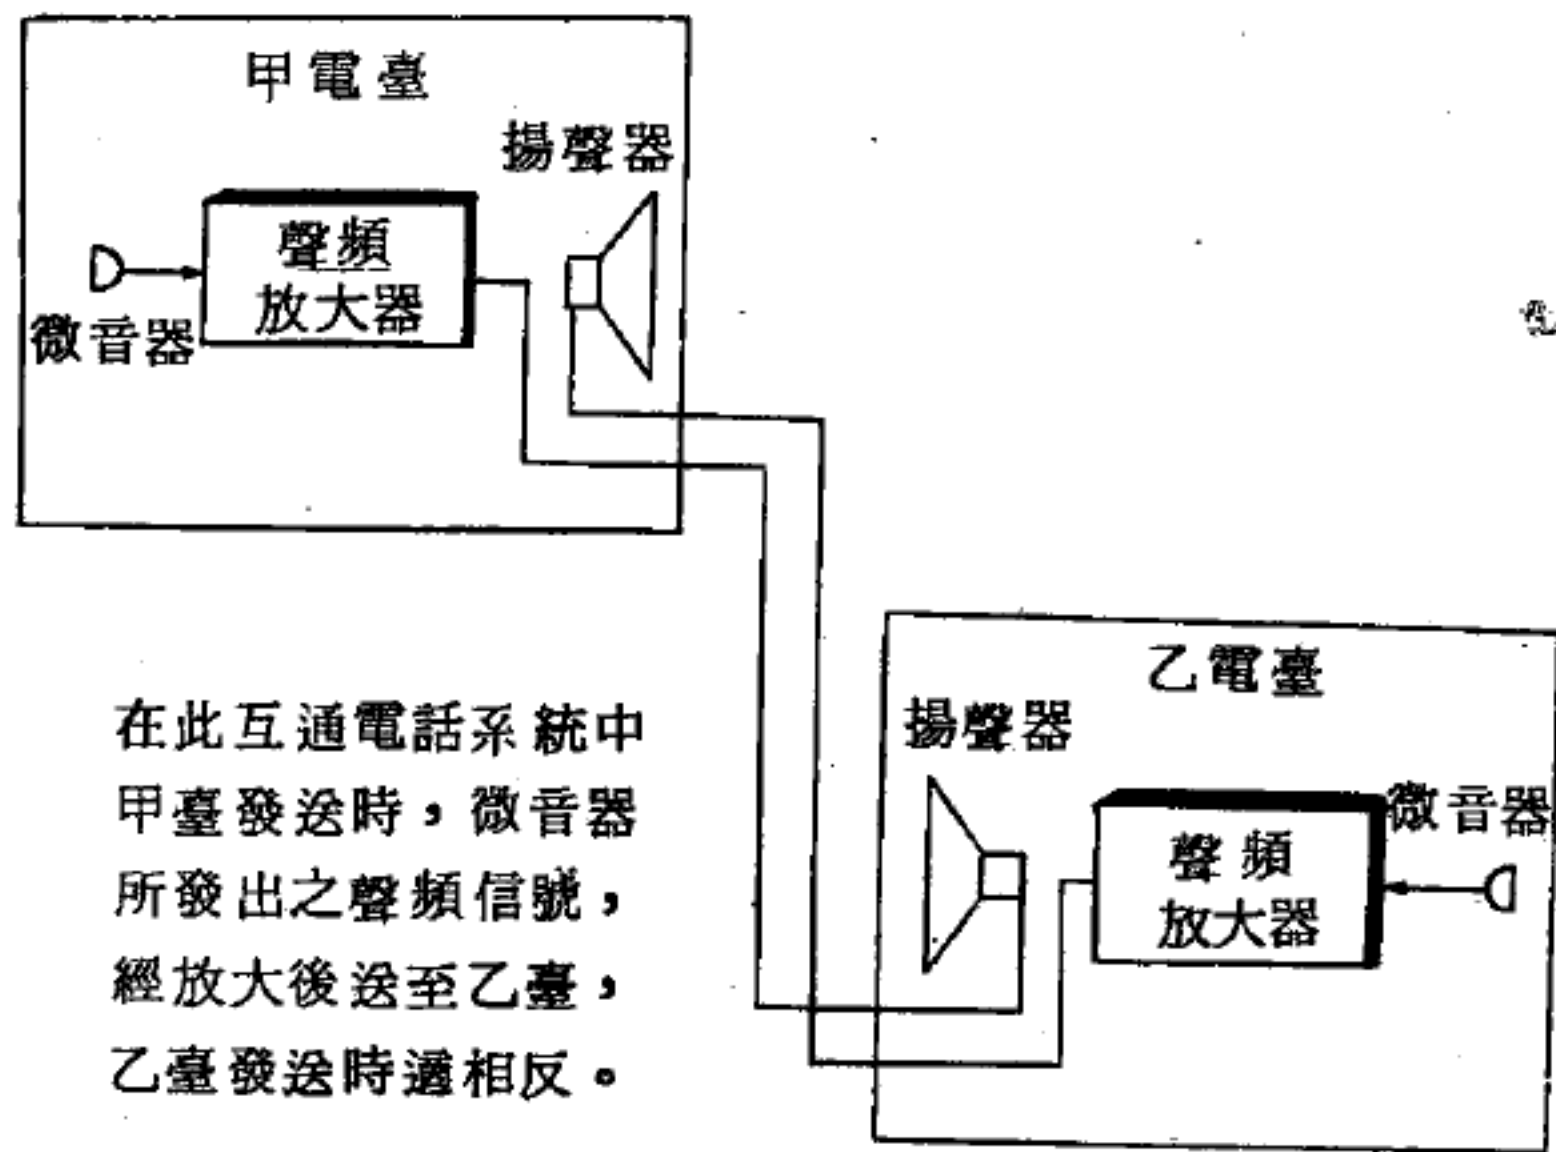 甲電臺
揚聲器
聲頻
放大器
微音器
乙電臺
揚聲器
微音器
聲頻
放大器
在此互通電話系統中
甲臺發送時，微音器
所發出之聲頻信號，
經放大後送至乙臺，
乙臺發送時適相反。